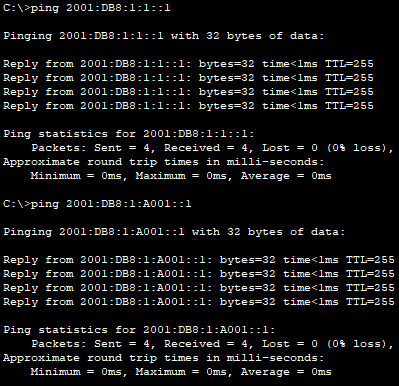 C:\>ping 2001:DB8:1:1::1
Pinging 2001:DB8:1:1::1 with 32 bytes of data:
Reply from 2001:DB8:1:1::1: bytes=32 time<1ms TTL=255
Reply from 2001:DB8:1:1::1: bytes=32 time<1ms TTL=255
Reply from 2001:DB8:1:1::1: bytes=32 time<1ms TTL=255
Reply from 2001:DB8:1:1::1: bytes=32 time<1ms TTL=255
Ping statistics for 2001:DB8:1:1::1:
Packets: Sent = 4, Received = 4, Lost = 0 (0% loss),
Approximate round trip times in milli-seconds:
Minimum = 0ms, Maximum = 0ms, Average = 0ms
C:\>ping 2001:DB8:1:A001::1
Pinging 2001:DB8:1:A001::1 with 32 bytes of data:
Reply from 2001:DB8:1:A001::1: bytes=32 time<1ms TTL=255
Reply from 2001:DB8:1:A001::1: bytes=32 time<1ms TTL=255
Reply from 2001:DB8:1:A001::1: bytes=32 time<1ms TTL=255
Reply from 2001:DB8:1:A001::1: bytes=32 time<1ms TTL=255
Ping statistics for 2001:DB8:1:A001::1:
Packets: Sent = 4, Received = 4, Lost = 0 (0% loss),
Approximate round trip times in milli-seconds:
Minimum = 0ms, Maximum = 0ms, Average = 0ms